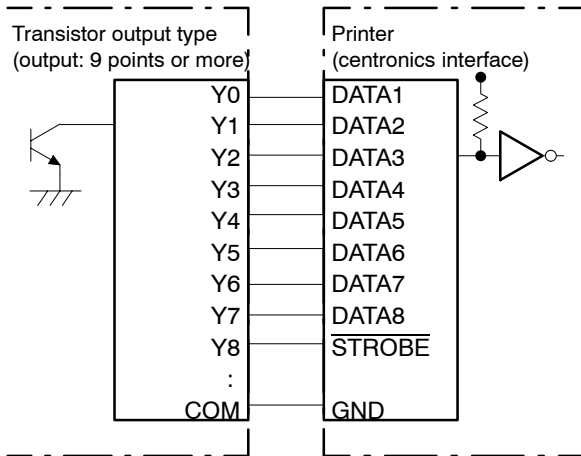 Transistor output type
(output: 9 points or more)
Printer
(centronics interface)
Y0 DATA1
Y1 DATA2
Y2 DATA3
Y3 DATA4
Y4 DATA5
Y5 DATA6
Y6 DATA7
Y7 DATA8
Y8 STROBE
:
COM GND